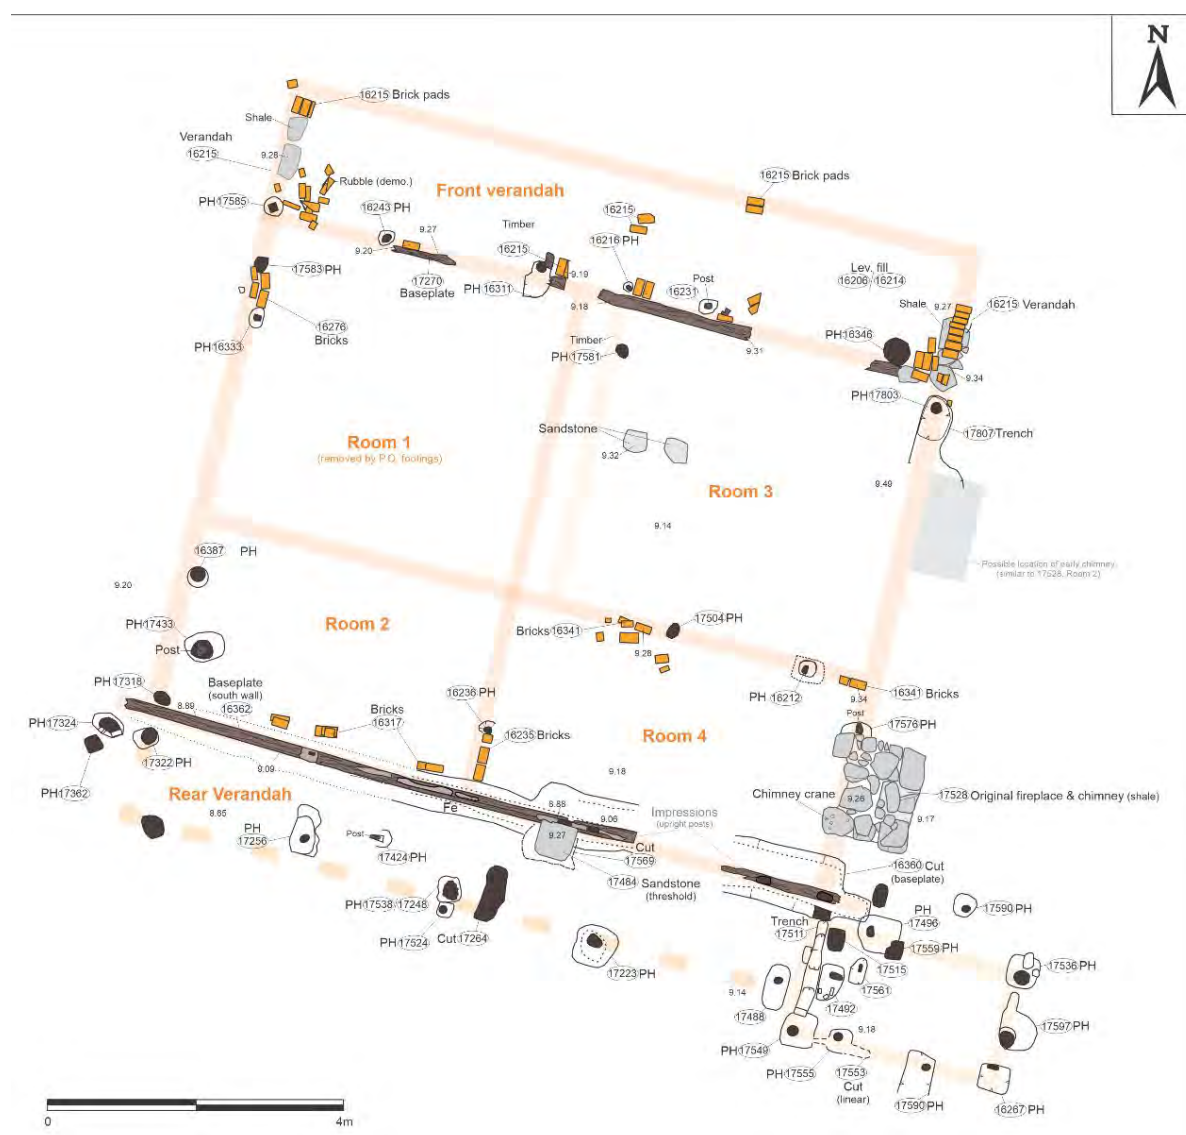 N
16215 Brick pads
Shale
Verandah
16215
9.28
Rubble (demo.)
Front verandah
16215 Brick pads
PH 17585
16243 PH
9.27
9.20
Timber
16215
16215
16216 PH
17583 PH
17270
Baseplate
PH 16311
9.19
9.18
Post
16231
Lev. fill
16206 - 16214
Shale
9.27
16215 Verandah
16276
Bricks
PH 16333
Timber
PH 17581
9.31
PH 16346
9.34
PH 17803
17807 Trench
Room 1
(removed by P.O. footings)
Sandstone
9.32
Room 3
9.49
9.14
Possible location of early chimney
(similar to 17528, Room 2)
16387 PH
9.20
PH 17433
Post
Room 2
Bricks 16341
9.28
17504 PH
PH 17318
Baseplate
(south wall)
16362
8.89
16236 PH
PH 16212
16341 Bricks
9.34
Post
17576 PH
PH 17324
Bricks
16317
16235 Bricks
Room 4
17322 PH
9.09
9.18
PH 17362
Rear Verandah
8.65
Fe
8.88
9.06
Impressions
(upright posts)
Chimney crane
9.26
17528 Original fireplace & chimney (shale)
9.17
PH
17256
Post
17424 PH
9.27
Cut
17569
17484
Sandstone
(threshold)
16360 Cut
(baseplate)
PH 17538 17248
PH 17524
Cut 17264
Trench
17511
PH
17496
17590 PH
17559 PH
17515
17561
17223 PH
17536 PH
9.14
17488
17492
17597 PH
9.18
PH 17549
PH 17555
17553
Cut
(linear)
17590 PH
16267 PH
0
4m